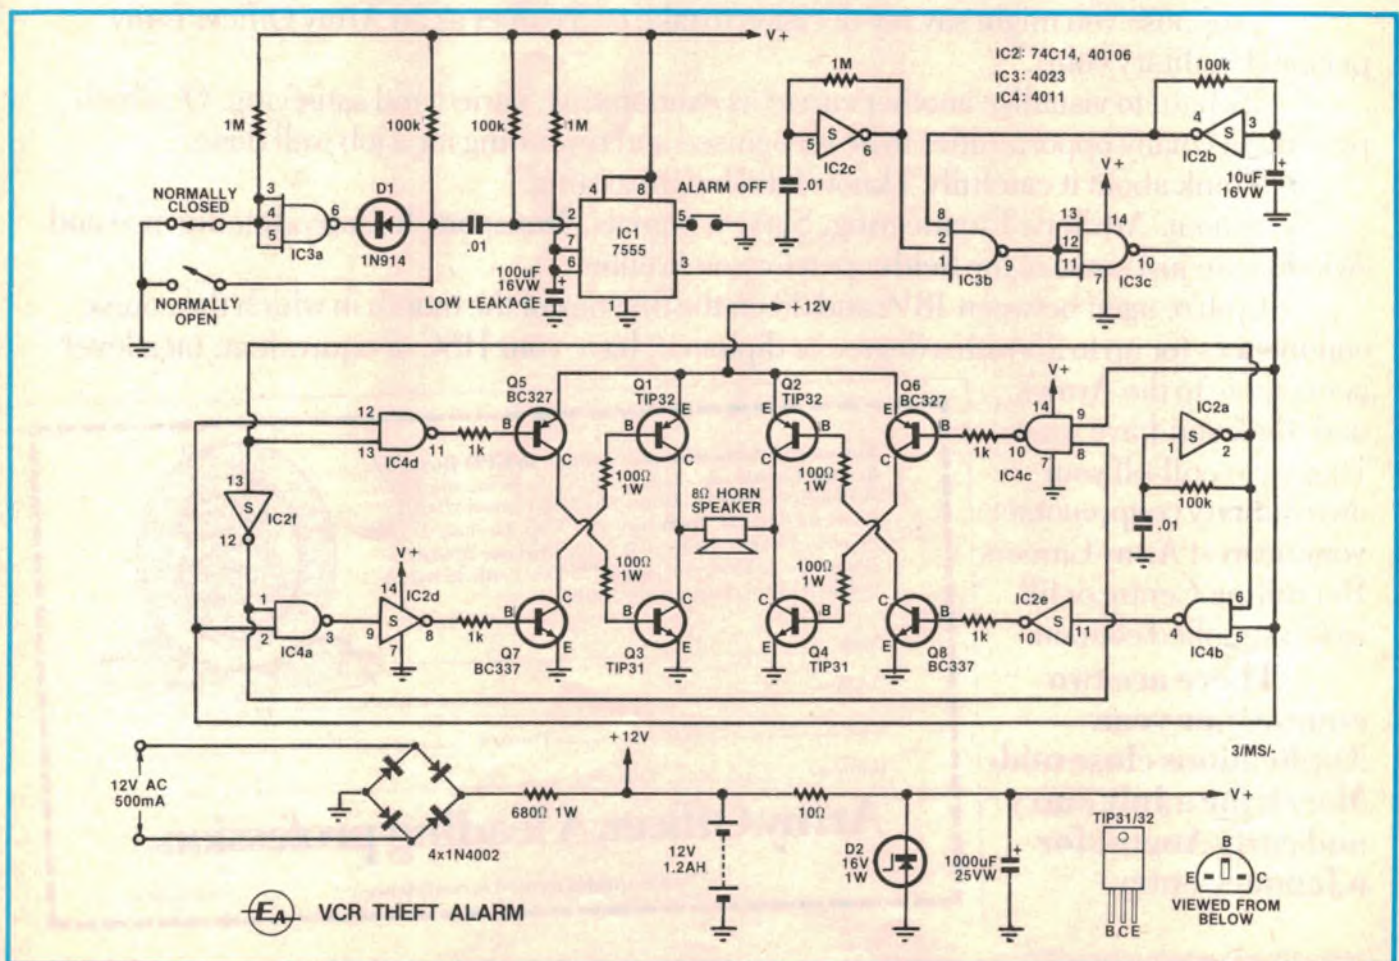 V+
1M
100k
100k
1M
1M
IC2: 74C14, 40106
IC3: 4023
IC4: 4011
100k
NORMALLY
CLOSED
3
4
5
6
IC3a
D1
1N914
.01
4
8
2
7
6
5
3
IC1
7555
ALARM OFF
100uF
16VW
LOW LEAKAGE
+12V
S
5
6
IC2c
.01
V+
4
3
S
IC2b
10uF
16VW
8
2
1
9
IC3b
13
12
11
14
7
10
IC3c
NORMALLY
OPEN
12
13
11
IC4d
1k
Q5
BC327
B
E
C
Q1
TIP32
B
E
C
Q2
TIP32
E
B
C
Q6
BC327
E
B
C
1k
V+
14
10
9
8
7
IC4c
IC2a
S
1
2
100k
.01
100Ω
1W
100Ω
1W
8Ω HORN
SPEAKER
100Ω
1W
100Ω
1W
13
S
IC2f
12
1
2
3
IC4a
V+
14
IC2d
9
S
8
7
1k
B
C
E
Q7
BC337
B
C
E
Q3
TIP31
C
B
E
Q4
TIP31
C
B
E
Q8
BC337
1k
IC2e
10
S
11
4
6
5
IC4b
12V AC
500mA
4x1N4002
680Ω 1W
+12V
12V
1.2AH
10Ω
D2
16V
1W
1000uF
25VW
3/MS/-
V+
TIP31/32
B C E
B
E
C
VIEWED FROM
BELOW
EA
VCR THEFT ALARM